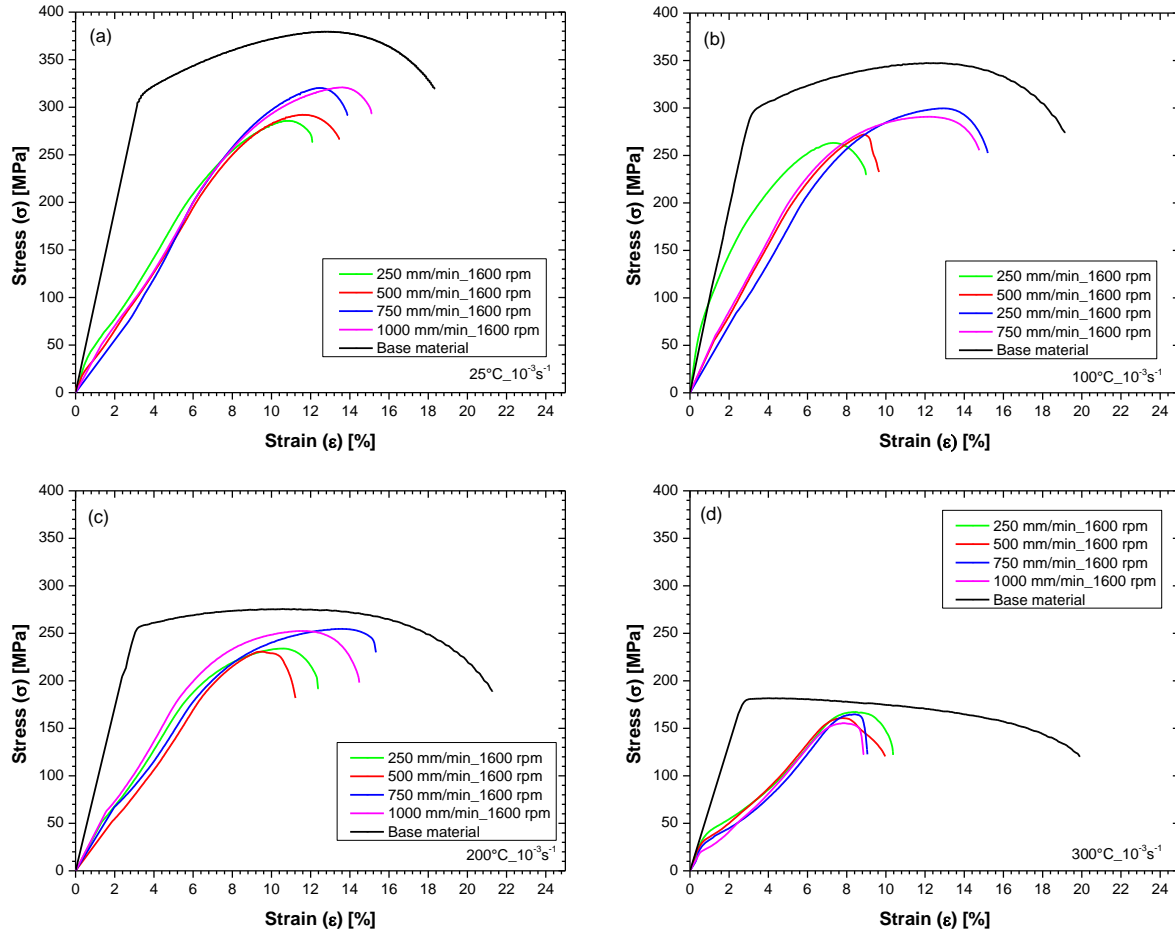 (a)
400
350
300
250
200
150
100
50
0
Stress (σ) [MPa]
250 mm/min_1600 rpm
500 mm/min_1600 rpm
750 mm/min_1600 rpm
1000 mm/min_1600 rpm
Base material
25°C_10⁻³s⁻¹
0 2 4 6 8 10 12 14 16 18 20 22 24
Strain (ε) [%]
(b)
400
350
300
250
200
150
100
50
0
Stress (σ) [MPa]
250 mm/min_1600 rpm
500 mm/min_1600 rpm
250 mm/min_1600 rpm
750 mm/min_1600 rpm
Base material
100°C_10⁻³s⁻¹
0 2 4 6 8 10 12 14 16 18 20 22 24
Strain (ε) [%]
(c)
400
350
300
250
200
150
100
50
0
Stress (σ) [MPa]
250 mm/min_1600 rpm
500 mm/min_1600 rpm
750 mm/min_1600 rpm
1000 mm/min_1600 rpm
Base material
200°C_10⁻³s⁻¹
0 2 4 6 8 10 12 14 16 18 20 22 24
Strain (ε) [%]
(d)
400
350
300
250
200
150
100
50
0
Stress (σ) [MPa]
250 mm/min_1600 rpm
500 mm/min_1600 rpm
750 mm/min_1600 rpm
1000 mm/min_1600 rpm
Base material
300°C_10⁻³s⁻¹
0 2 4 6 8 10 12 14 16 18 20 22 24
Strain (ε) [%]